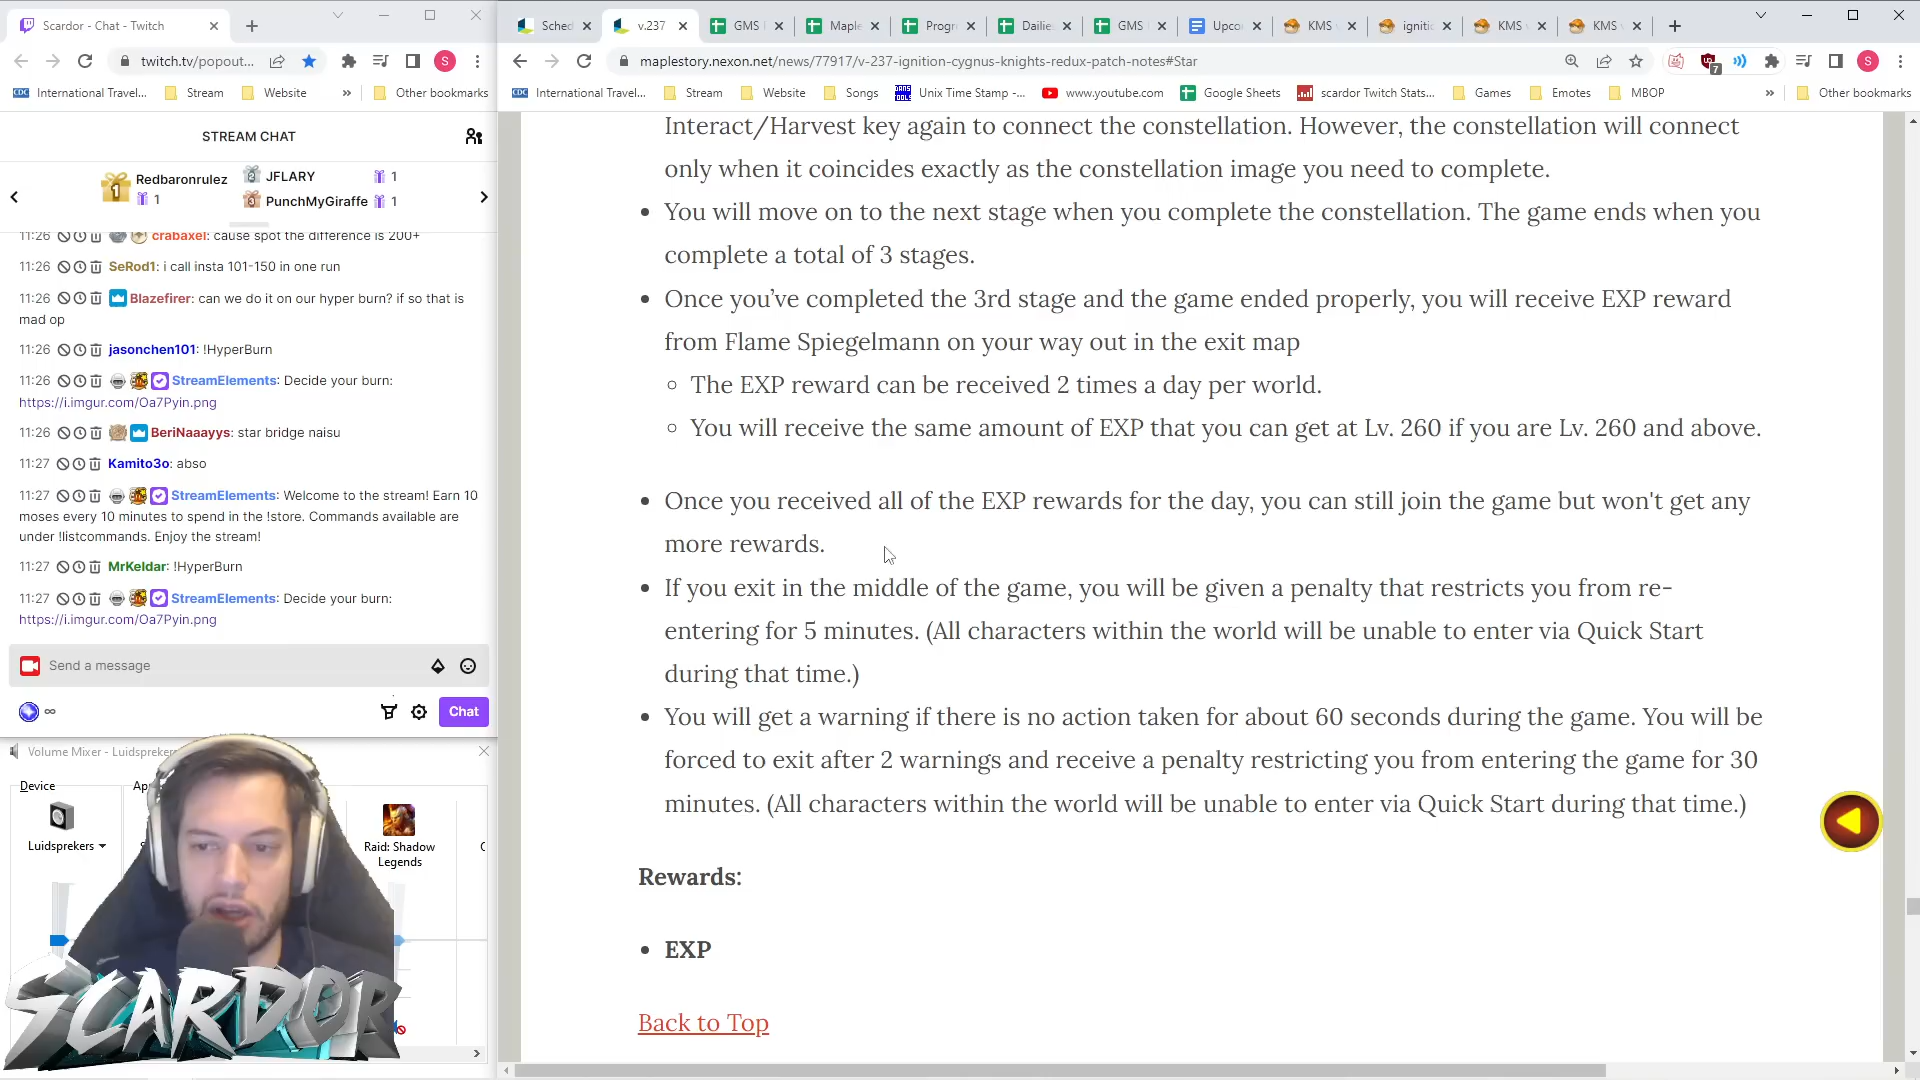 Scardor - Chat - Twitch
twitch.tv/popout...
S
International Travel...
Stream
Website
»
Other bookmarks
STREAM CHAT
1
Redbaronrulez
1
2
JFLARY
1
3
PunchMyGiraffe
1
11:26 crabaxel: cause spot the difference is 200+
11:26 SeRod1: i call insta 101-150 in one run
11:26 Blazefirer: can we do it on our hyper burn? if so that is
mad op
11:26 jasonchen101: !HyperBurn
11:26 StreamElements: Decide your burn:
https://i.imgur.com/Oa7Pyin.png
11:26 BeriNaaayys: star bridge naisu
11:27 Kamito3o: abso
11:27 StreamElements: Welcome to the stream! Earn 10
moses every 10 minutes to spend in the !store. Commands available are
under !listcommands. Enjoy the stream!
11:27 MrKeldar: !HyperBurn
11:27 StreamElements: Decide your burn:
https://i.imgur.com/Oa7Pyin.png
Send a message
∞
Chat
Volume Mixer - Luidspreker
Device
Luidsprekers
Raid: Shadow
Legends
SCARDOR
Sched
v.237
GMS
Maple
Progr
Dailie
GMS
Upco
KMS
igniti
KMS
KMS
maplestory.nexon.net/news/77917/v-237-ignition-cygnus-knights-redux-patch-notes#Star
7
S
International Travel...
Stream
Website
Songs
Unix Time Stamp -...
www.youtube.com
Google Sheets
scardor Twitch Stats...
Games
Emotes
MBOP
»
Other bookmarks
Interact/Harvest key again to connect the constellation. However, the constellation will connect
only when it coincides exactly as the constellation image you need to complete.
• You will move on to the next stage when you complete the constellation. The game ends when you
complete a total of 3 stages.
• Once you’ve completed the 3rd stage and the game ended properly, you will receive EXP reward
from Flame Spiegelmann on your way out in the exit map
◦ The EXP reward can be received 2 times a day per world.
◦ You will receive the same amount of EXP that you can get at Lv. 260 if you are Lv. 260 and above.
• Once you received all of the EXP rewards for the day, you can still join the game but won't get any
more rewards.
• If you exit in the middle of the game, you will be given a penalty that restricts you from re-
entering for 5 minutes. (All characters within the world will be unable to enter via Quick Start
during that time.)
• You will get a warning if there is no action taken for about 60 seconds during the game. You will be
forced to exit after 2 warnings and receive a penalty restricting you from entering the game for 30
minutes. (All characters within the world will be unable to enter via Quick Start during that time.)
Rewards:
• EXP
Back to Top